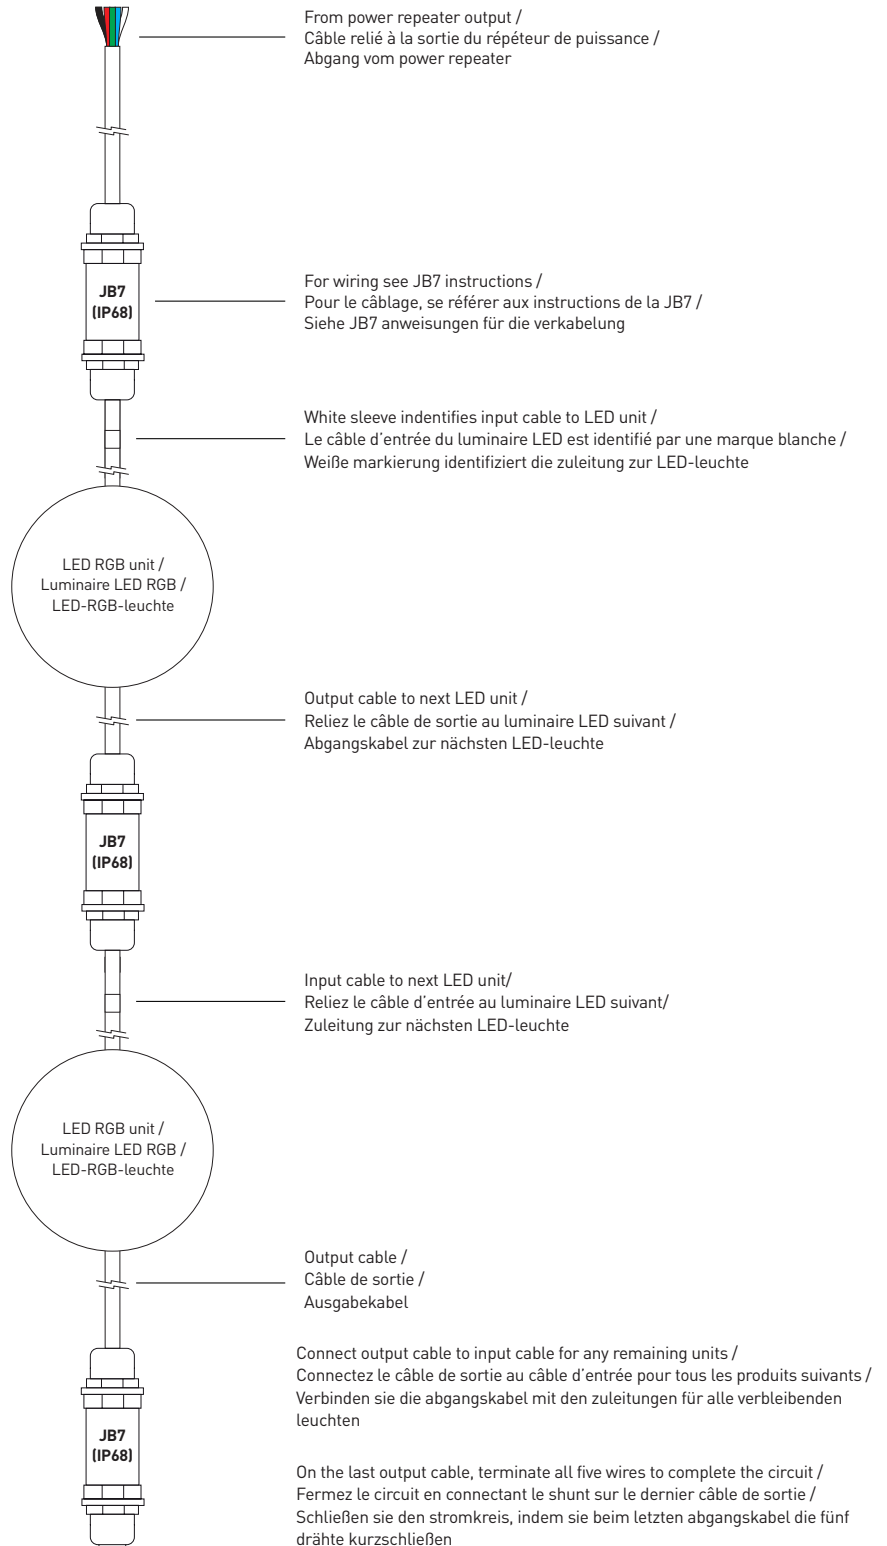 From power repeater output /
Câble relié à la sortie du répéteur de puissance /
Abgang vom power repeater
JB7
(IP68)
For wiring see JB7 instructions /
Pour le câblage, se référer aux instructions de la JB7 /
Siehe JB7 anweisungen für die verkabelung
White sleeve indentifies input cable to LED unit /
Le câble d'entrée du luminaire LED est identifié par une marque blanche /
Weiße markierung identifiziert die zuleitung zur LED-leuchte
LED RGB unit /
Luminaire LED RGB /
LED-RGB-leuchte
Output cable to next LED unit /
Reliez le câble de sortie au luminaire LED suivant /
Abgangskabel zur nächsten LED-leuchte
JB7
(IP68)
Input cable to next LED unit/
Reliez le câble d'entrée au luminaire LED suivant/
Zuleitung zur nächsten LED-leuchte
LED RGB unit /
Luminaire LED RGB /
LED-RGB-leuchte
Output cable /
Câble de sortie /
Ausgabekabel
Connect output cable to input cable for any remaining units /
Connectez le câble de sortie au câble d'entrée pour tous les produits suivants /
Verbinden sie die abgangskabel mit den zuleitungen für alle verbleibenden
leuchten
JB7
(IP68)
On the last output cable, terminate all five wires to complete the circuit /
Fermez le circuit en connectant le shunt sur le dernier câble de sortie /
Schließen sie den stromkreis, indem sie beim letzten abgangskabel die fünf
drähte kurzschließen